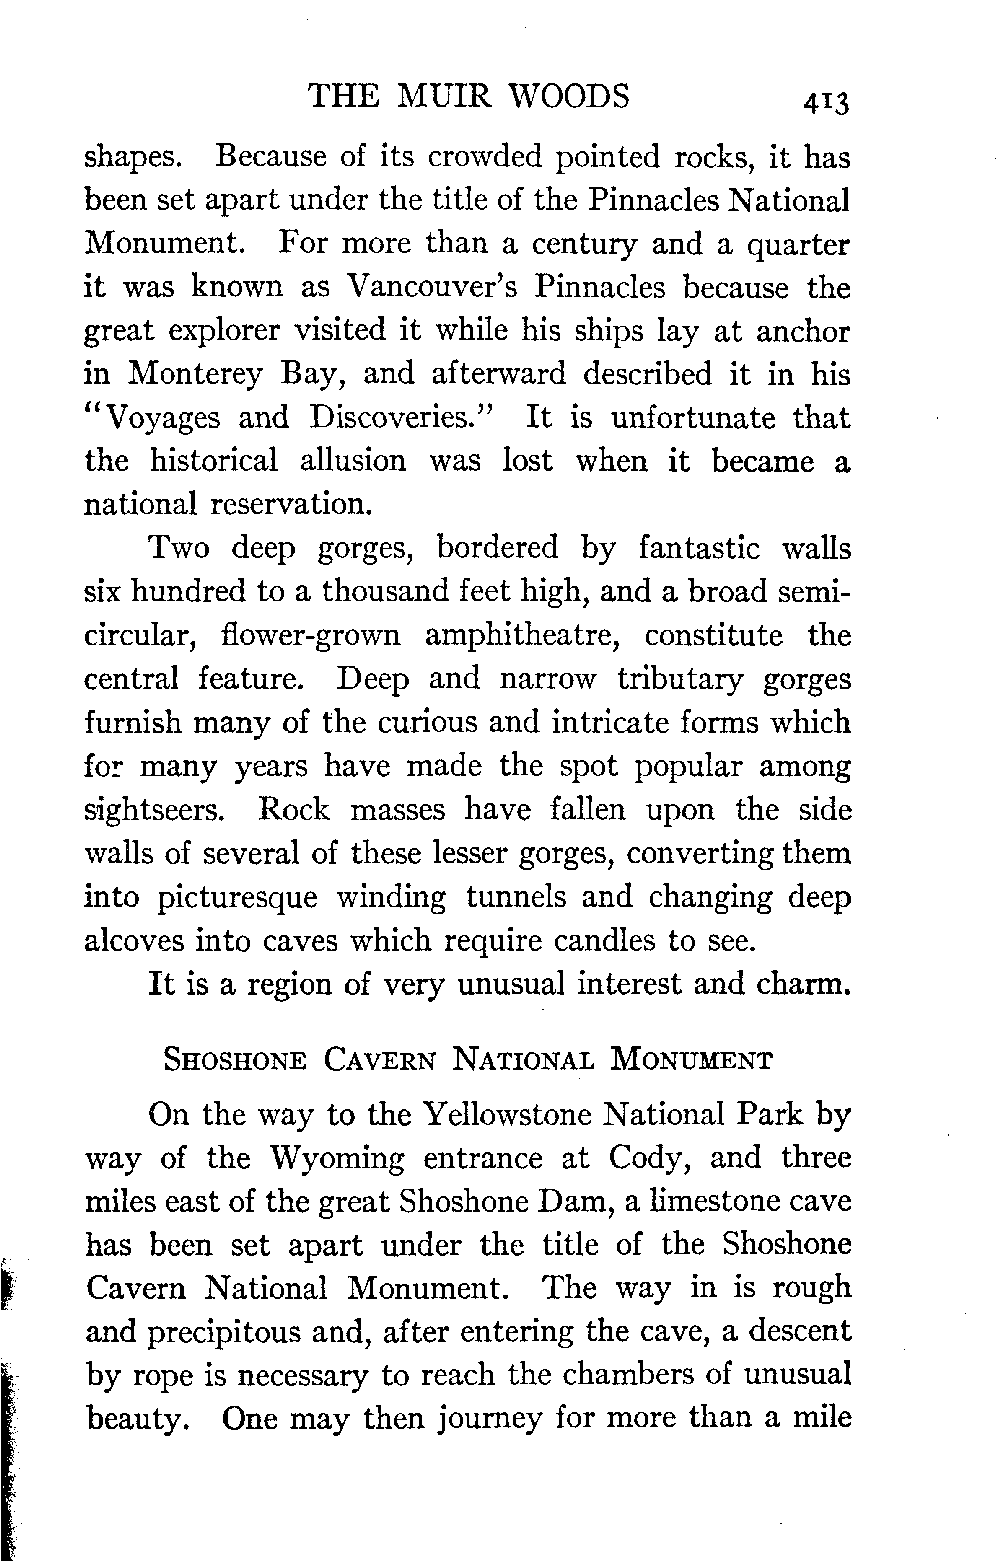 THE MUIR WOODS 413
shapes. Because of its crowded pointed rocks, it has
been set apart under the title of the Pinnacles National
Monument. For more than a century and a quarter
it was known as Vancouver's Pinnacles because the
great explorer visited it while his ships lay at anchor
in Monterey Bay, and afterward described it in his
“Voyages and Discoveries.” It is unfortunate that
the historical allusion was lost when it became a
national reservation.
Two deep gorges, bordered by fantastic walls
six hundred to a thousand feet high, and a broad semi-
circular, flower-grown amphitheatre, constitute the
central feature. Deep and narrow tributary gorges
furnish many of the curious and intricate forms which
for many years have made the spot popular among
sightseers. Rock masses have fallen upon the side
walls of several of these lesser gorges, converting them
into picturesque winding tunnels and changing deep
alcoves into caves which require candles to see.
It is a region of very unusual interest and charm.
SHOSHONE CAVERN NATIONAL MONUMENT
On the way to the Yellowstone National Park by
way of the Wyoming entrance at Cody, and three
miles east of the great Shoshone Dam, a limestone cave
has been set apart under the title of the Shoshone
Cavern National Monument. The way in is rough
and precipitous and, after entering the cave, a descent
by rope is necessary to reach the chambers of unusual
beauty. One may then journey for more than a mile